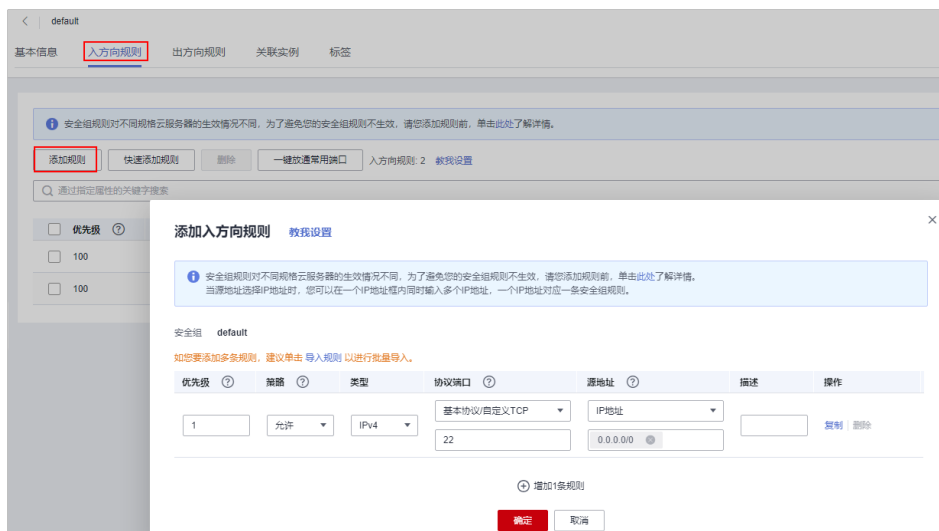 default
基本信息 入方向规则 出方向规则 关联实例 标签
安全组规则对不同规格云服务器的生效情况不同，为了避免您的安全组规则不生效，请您添加规则前，单击此处了解详情。
添加规则 快速添加规则 删除 一键放通常用端口 入方向规则: 2 教我设置
通过指定属性的关键字搜索
优先级
100
100
添加入方向规则 教我设置
安全组规则对不同规格云服务器的生效情况不同，为了避免您的安全组规则不生效，请您添加规则前，单击此处了解详情。
当源地址选择IP地址时，您可以在一个IP地址框内同时输入多个IP地址，一个IP地址对应一条安全组规则。
安全组 default
如您要添加多条规则，建议单击 导入规则 以进行批量导入。
优先级 策略 类型 协议端口 源地址 描述 操作
1 允许 IPv4 基本协议/自定义TCP IP地址 复制 删除
22 0.0.0.0/0
增加1条规则
确定 取消